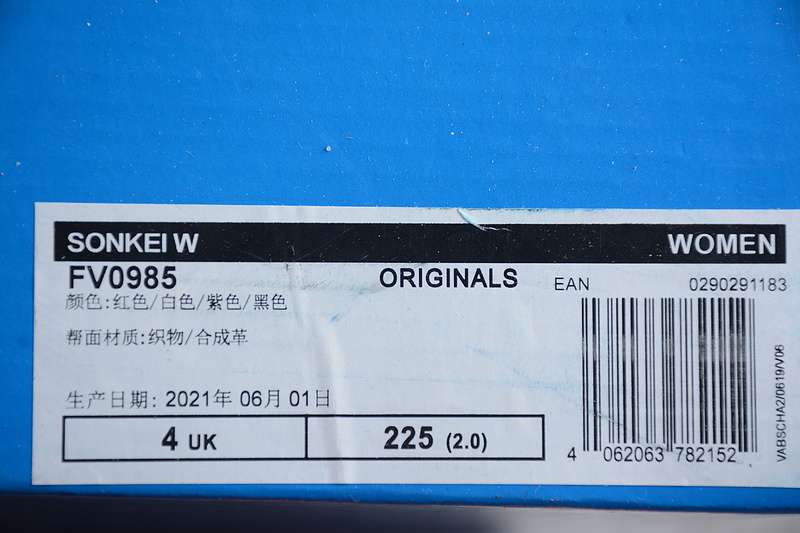 SONKEI W WOMEN
FV0985 ORIGINALS EAN 0290291183
颜色:红色/白色/紫色/黑色
帮面材质:织物/合成革
生产日期: 2021年 06月 01日
4 UK 225 (2.0)
4 062063 782152
VABSCHA2/0619/V06